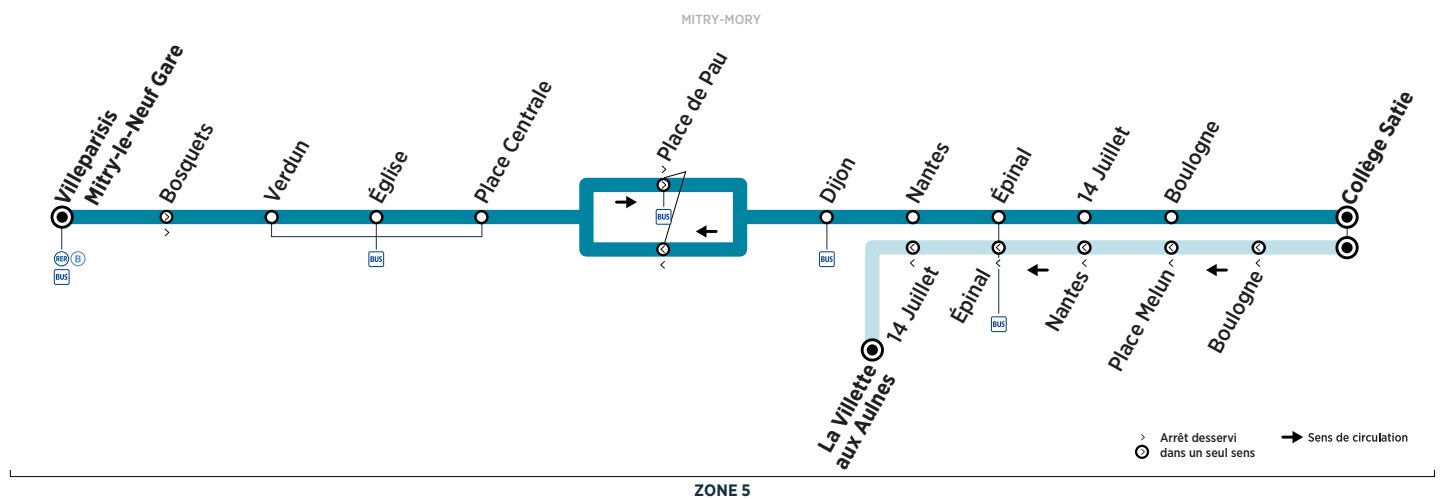 MITRY-MORY
Villeparisis
Mitry-le-Neuf Gare
Bosquets
Verdun
Église
Place Centrale
Place de Pau
Dijon
Nantes
Épinal
14 Juillet
Boulogne
Collège Satie
RER B
BUS
BUS
BUS
BUS
14 Juillet
Épinal
Nantes
Place Melun
Boulogne
BUS
La Villette
aux Aulnes
Arrêt desservi
dans un seul sens
Sens de circulation
ZONE 5